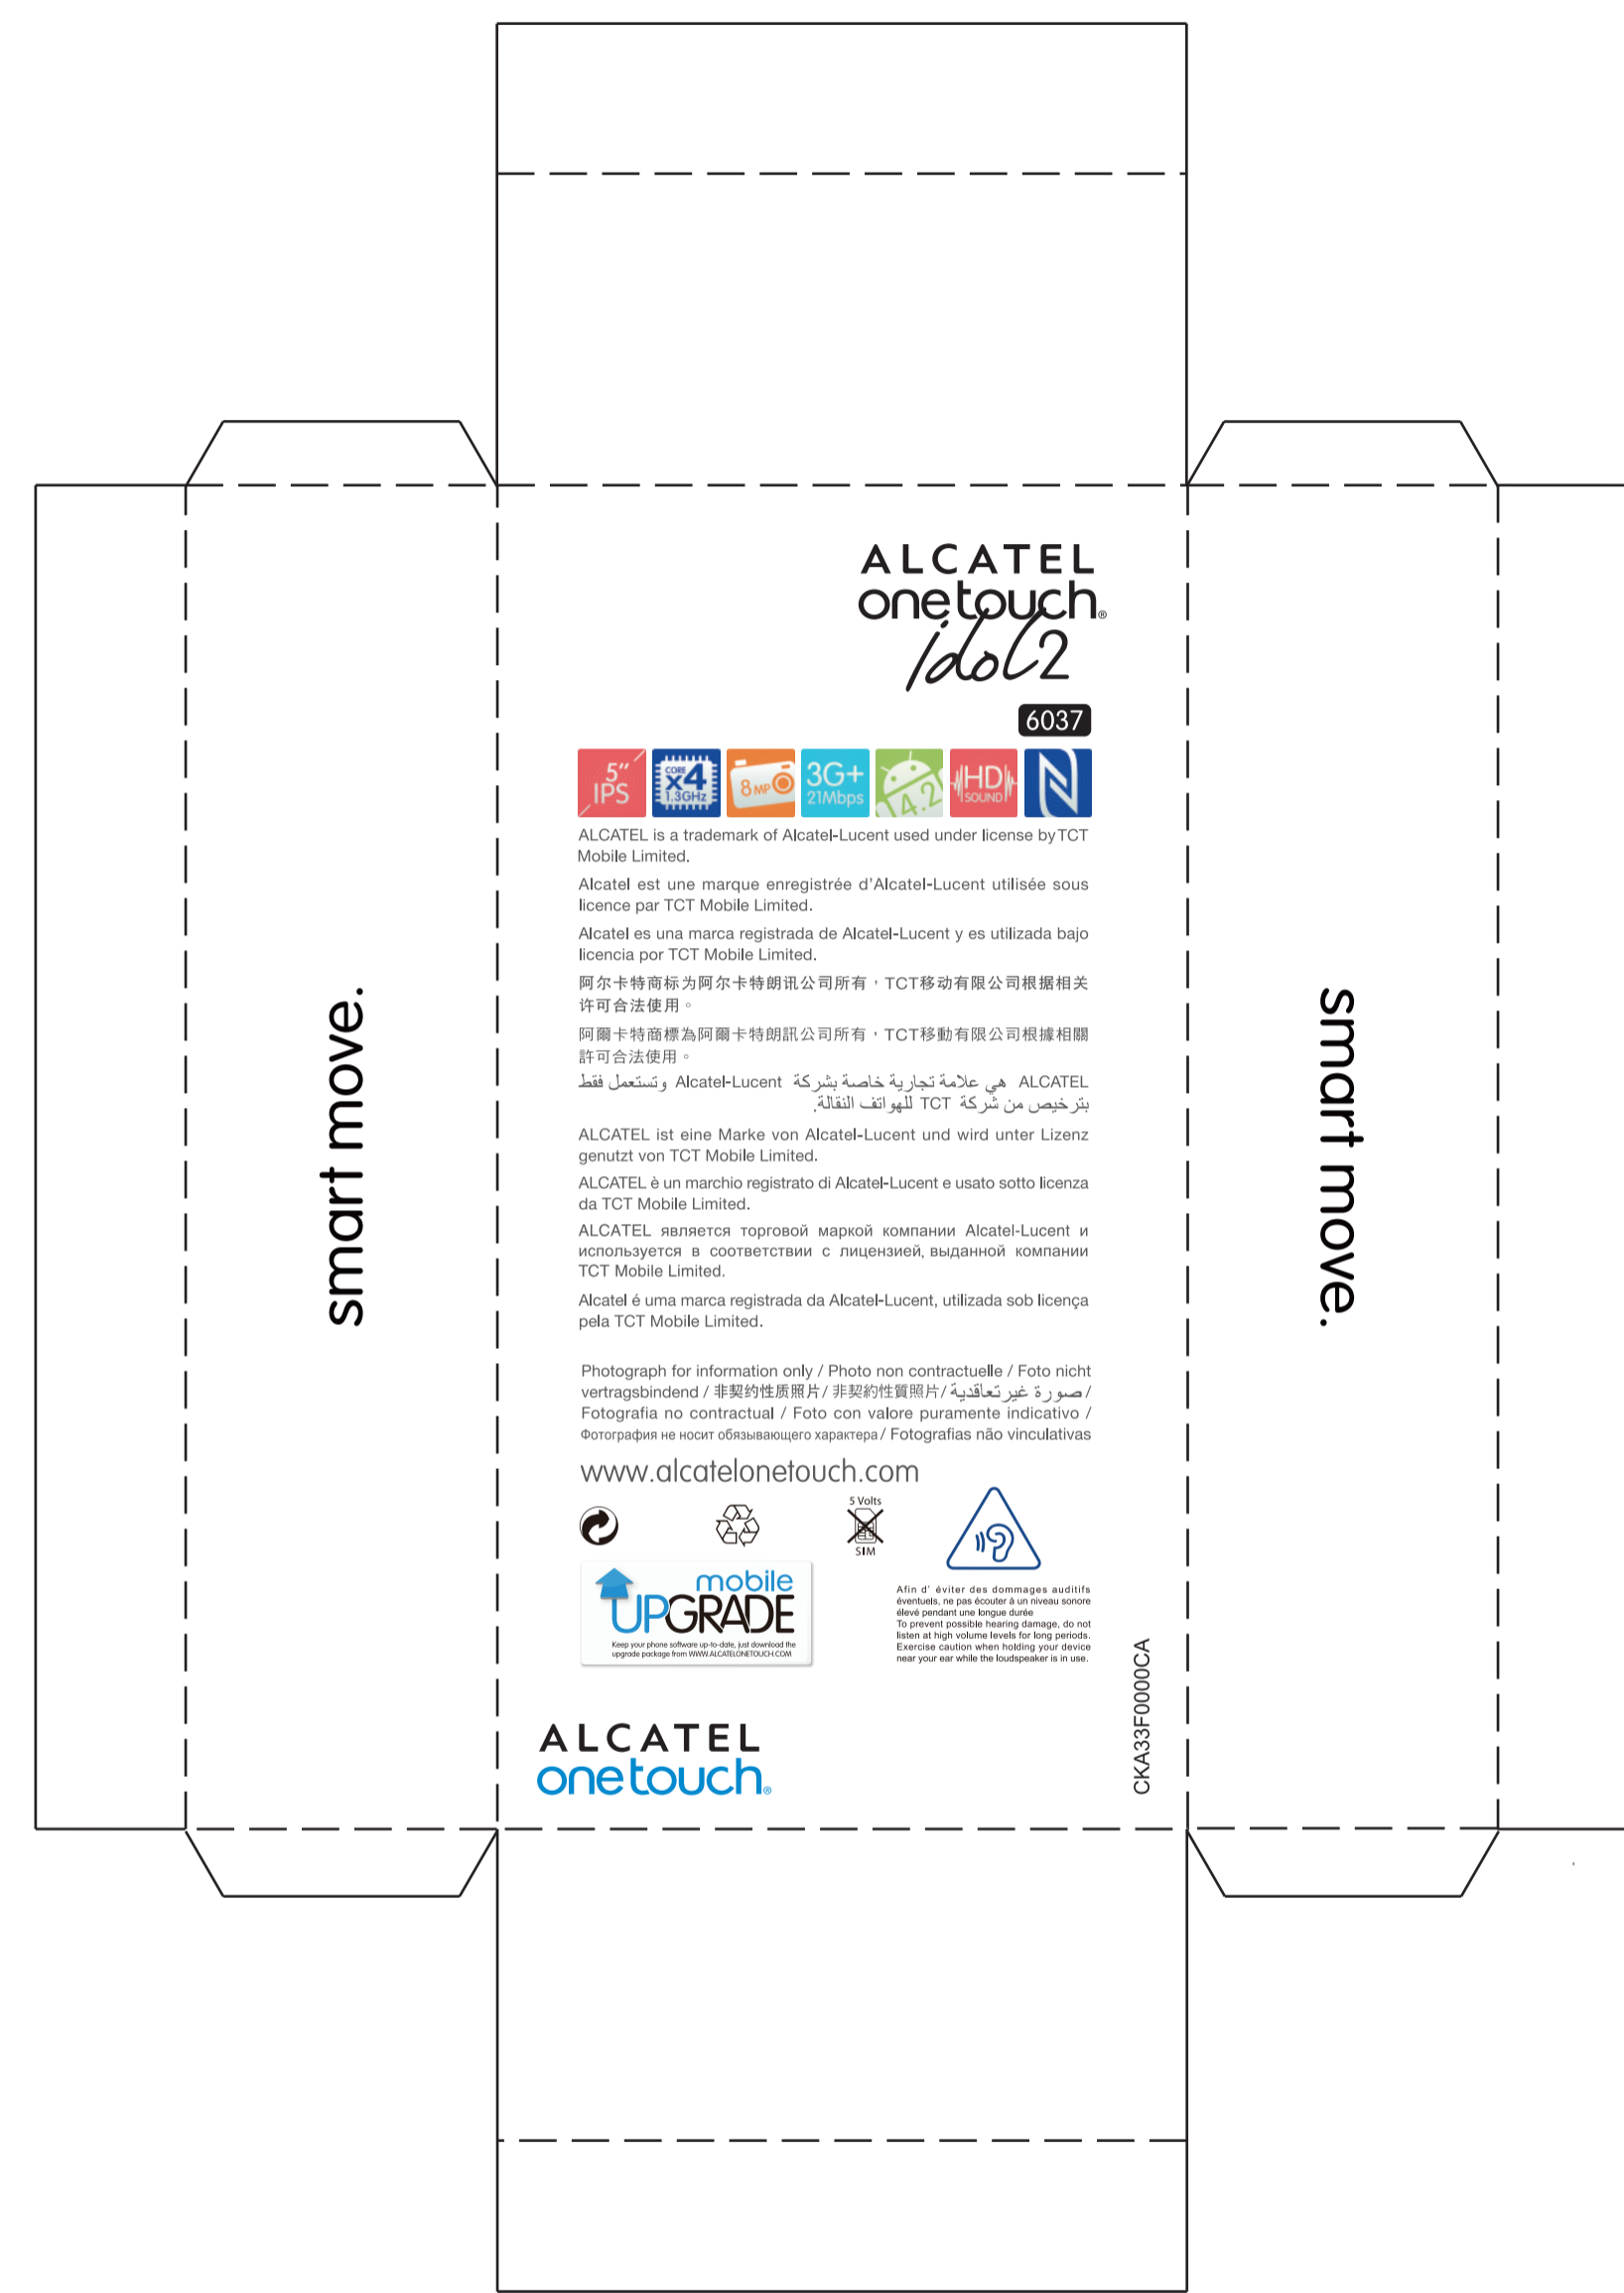 ALCATEL
onetouch®
idol 2
6037
5" IPS
CORE x4 1.3GHz
8MP
3G+ 21Mbps
4.2
HD SOUND
ALCATEL is a trademark of Alcatel-Lucent used under license by TCT
Mobile Limited.
Alcatel est une marque enregistrée d'Alcatel-Lucent utilisée sous
licence par TCT Mobile Limited.
Alcatel es una marca registrada de Alcatel-Lucent y es utilizada bajo
licencia por TCT Mobile Limited.
阿尔卡特商标为阿尔卡特朗讯公司所有，TCT移动有限公司根据相关
许可合法使用。
阿爾卡特商標為阿爾卡特朗訊公司所有，TCT移動有限公司根據相關
許可合法使用。
ALCATEL هي علامة تجارية خاصة بشركة Alcatel-Lucent وتستعمل فقط
بترخيص من شركة TCT للهواتف النقالة.
ALCATEL ist eine Marke von Alcatel-Lucent und wird unter Lizenz
genutzt von TCT Mobile Limited.
ALCATEL è un marchio registrato di Alcatel-Lucent e usato sotto licenza
da TCT Mobile Limited.
ALCATEL является торговой маркой компании Alcatel-Lucent и
используется в соответствии с лицензией, выданной компании
TCT Mobile Limited.
Alcatel é uma marca registrada da Alcatel-Lucent, utilizada sob licença
pela TCT Mobile Limited.
Photograph for information only / Photo non contractuelle / Foto nicht
vertragsbindend / 非契约性质照片 / 非契約性質照片 / صورة غيرتعاقدية /
Fotografia no contractual / Foto con valore puramente indicativo /
Фотография не носит обязывающего характера / Fotografias não vinculativas
www.alcatelonetouch.com
5 Volts
SIM
mobile
UPGRADE
Keep your phone software up-to-date, just download the
upgrade package from WWW.ALCATELONETOUCH.COM
Afin d' éviter des dommages auditifs
éventuels, ne pas écouter à un niveau sonore
élevé pendant une longue durée
To prevent possible hearing damage, do not
listen at high volume levels for long periods.
Exercise caution when holding your device
near your ear while the loudspeaker is in use.
ALCATEL
onetouch®
CKA33F0000CA
smart move.
smart move.